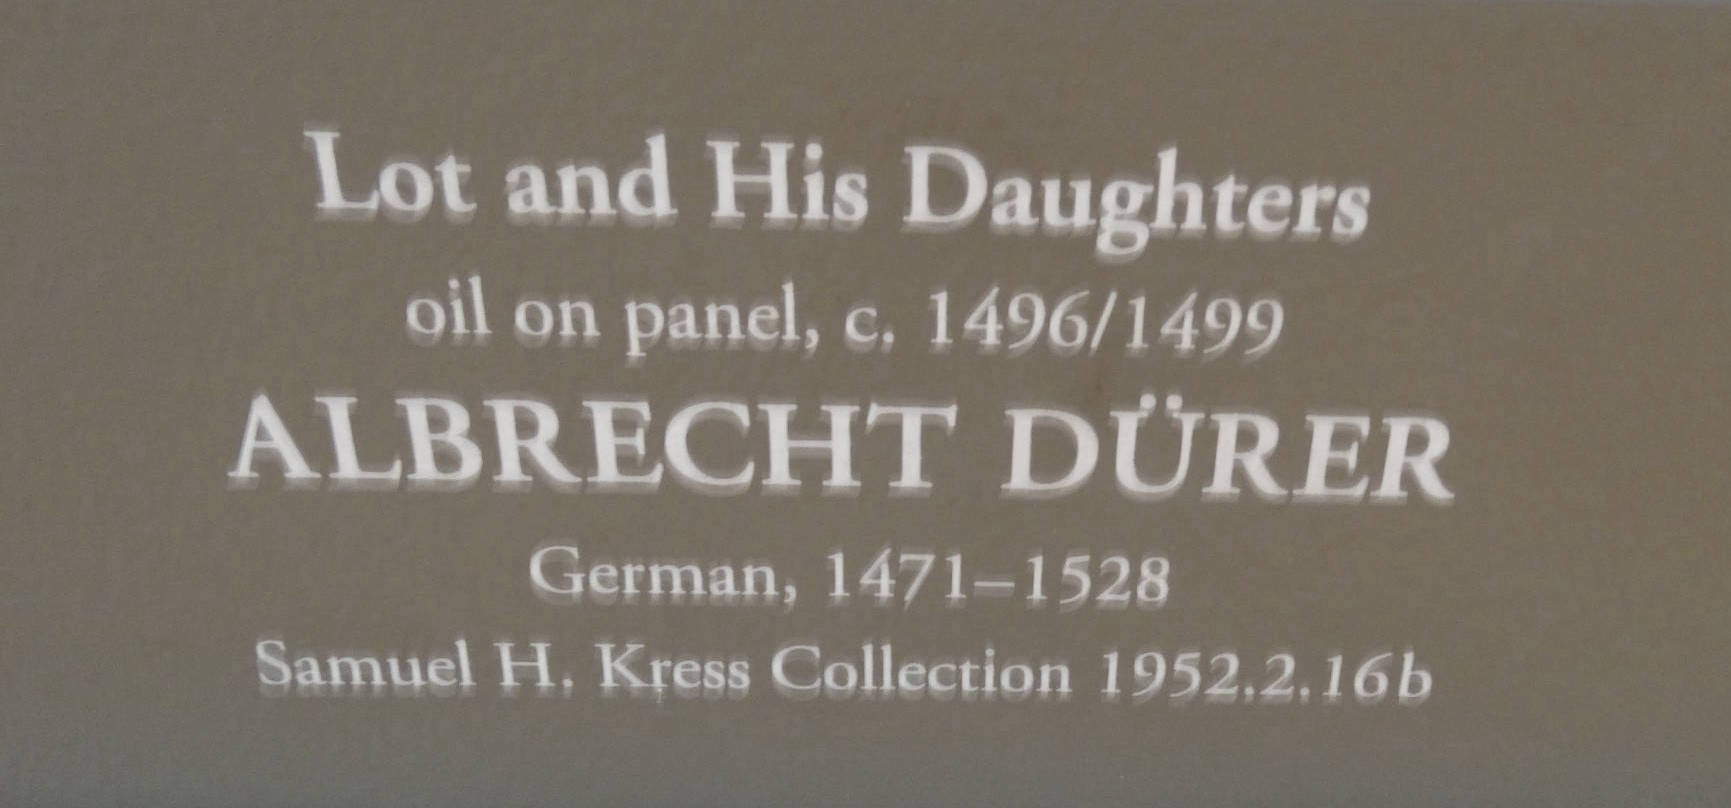 Lot and His Daughters
oil on panel, c. 1496/1499
ALBRECHT DÜRER
German, 1471–1528
Samuel H. Kress Collection 1952.2.16b